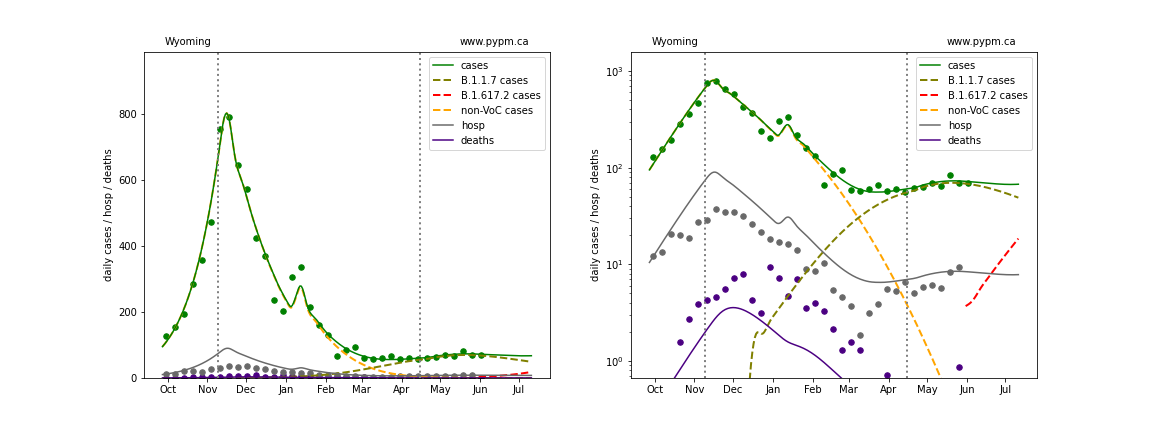 Wyoming www.pypm.ca
cases
B.1.1.7 cases
B.1.617.2 cases
non-VoC cases
hosp
deaths
daily cases / hosp / deaths
800
600
400
200
0
Oct Nov Dec Jan Feb Mar Apr May Jun Jul
Wyoming www.pypm.ca
cases
B.1.1.7 cases
B.1.617.2 cases
non-VoC cases
hosp
deaths
daily cases / hosp / deaths
10³
10²
10¹
10⁰
Oct Nov Dec Jan Feb Mar Apr May Jun Jul